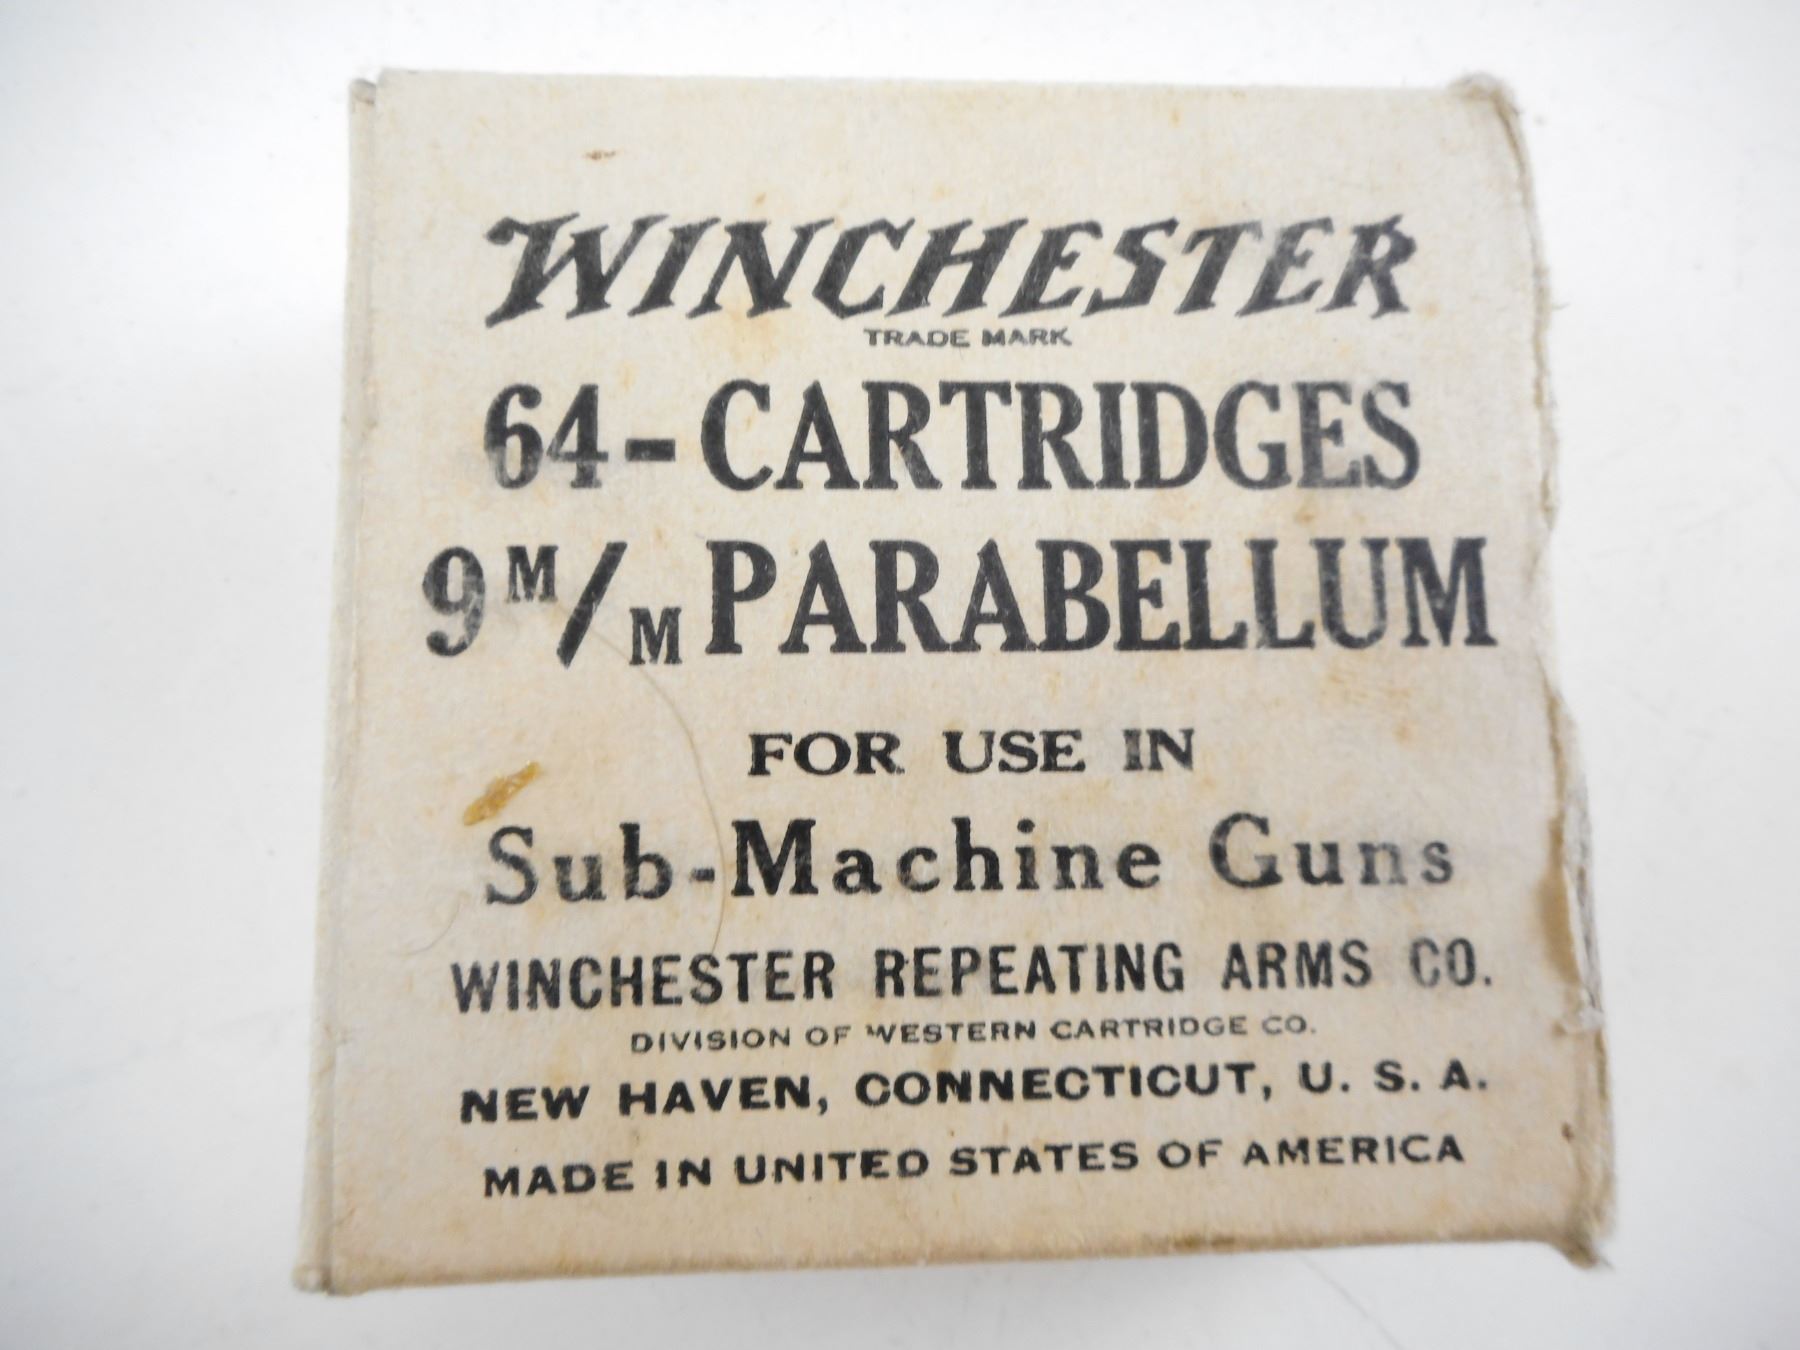 WINCHESTER
TRADE MARK
64-CARTRIDGES
9 M/M PARABELLUM
FOR USE IN
Sub-Machine Guns
WINCHESTER REPEATING ARMS CO.
DIVISION OF WESTERN CARTRIDGE CO.
NEW HAVEN, CONNECTICUT, U. S. A.
MADE IN UNITED STATES OF AMERICA